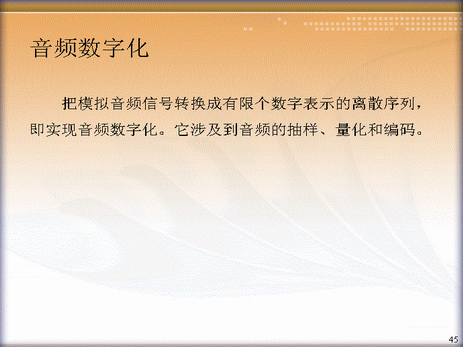 音频数字化
把模拟音频信号转换成有限个数字表示的离散序列，
即实现音频数字化。它涉及到音频的抽样、量化和编码。
45